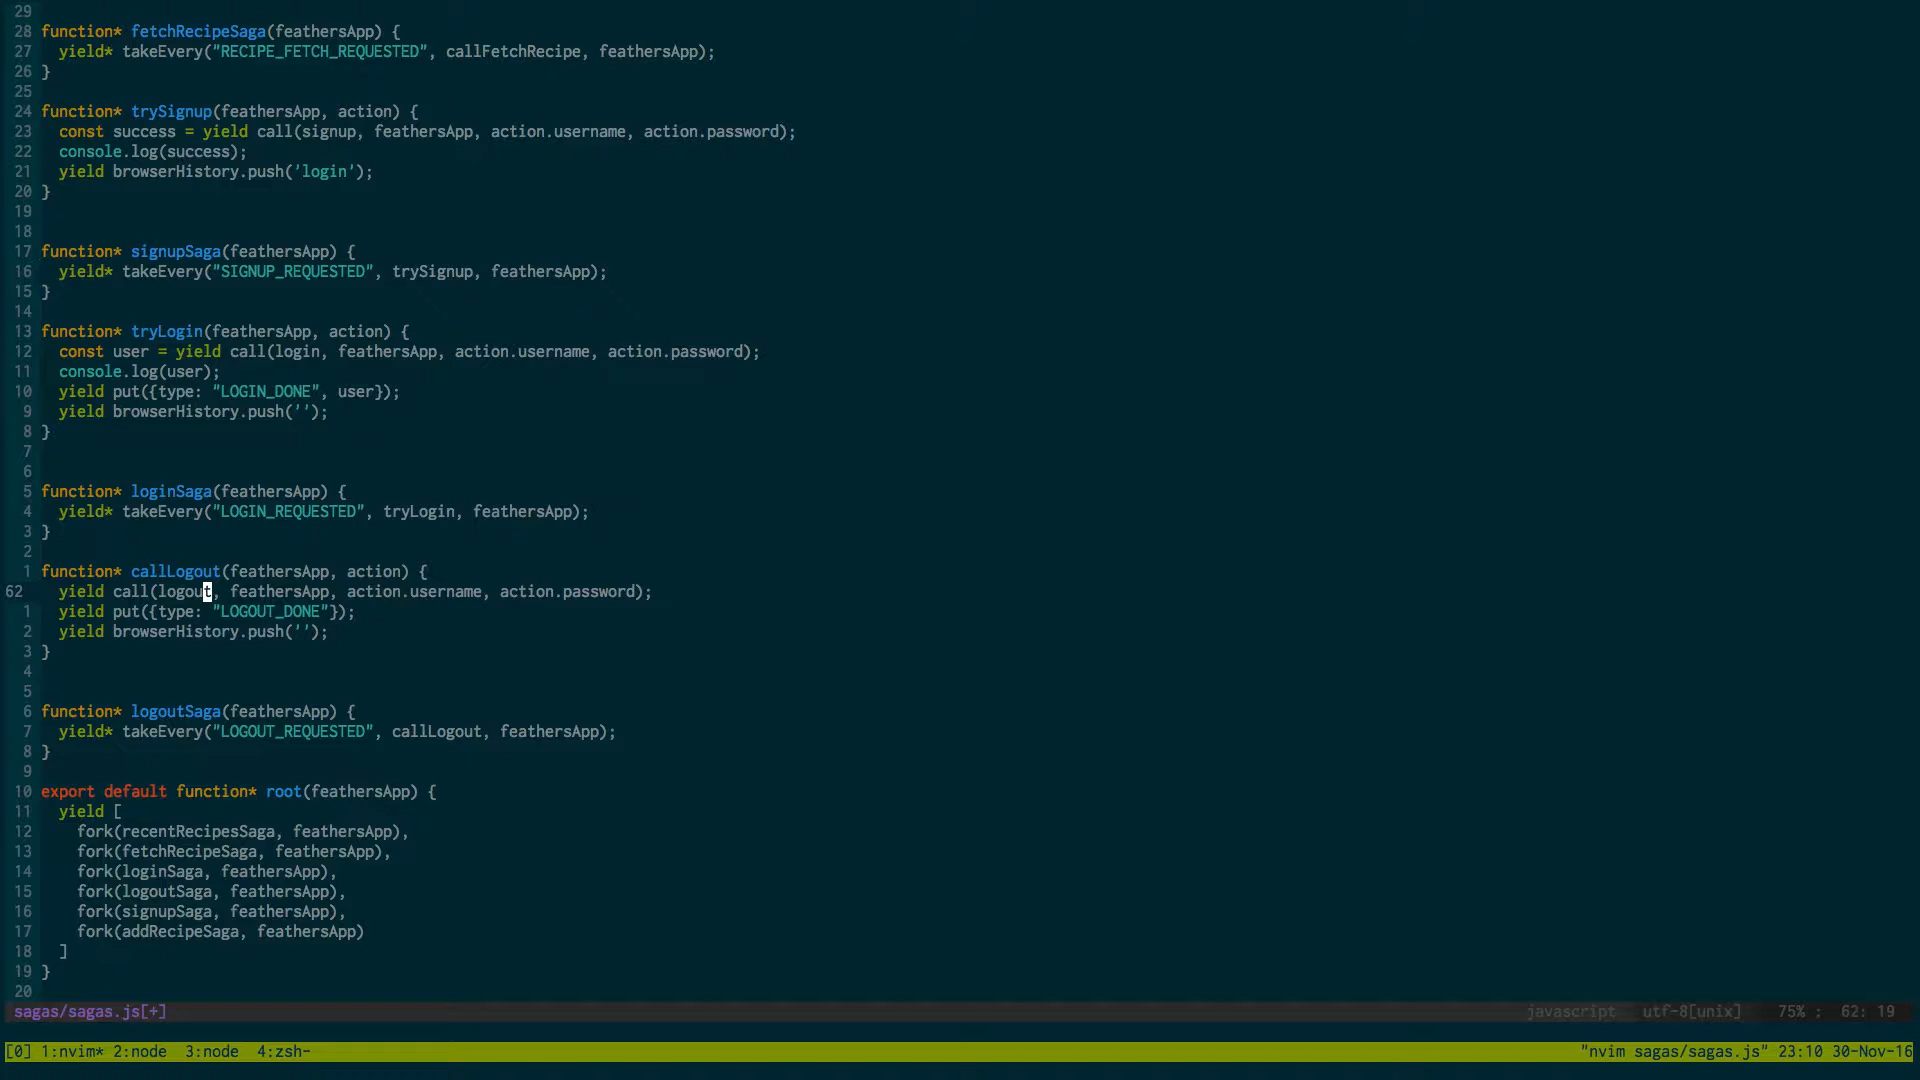 29
28 function* fetchRecipeSaga(feathersApp) {
27   yield* takeEvery("RECIPE_FETCH_REQUESTED", callFetchRecipe, feathersApp);
26 }
25
24 function* trySignup(feathersApp, action) {
23   const success = yield call(signup, feathersApp, action.username, action.password);
22   console.log(success);
21   yield browserHistory.push('login');
20 }
19
18
17 function* signupSaga(feathersApp) {
16   yield* takeEvery("SIGNUP_REQUESTED", trySignup, feathersApp);
15 }
14
13 function* tryLogin(feathersApp, action) {
12   const user = yield call(login, feathersApp, action.username, action.password);
11   console.log(user);
10   yield put({type: "LOGIN_DONE", user});
9   yield browserHistory.push('');
8 }
7
6
5 function* loginSaga(feathersApp) {
4   yield* takeEvery("LOGIN_REQUESTED", tryLogin, feathersApp);
3 }
2
1 function* callLogout(feathersApp, action) {
62   yield call(logout, feathersApp, action.username, action.password);
1   yield put({type: "LOGOUT_DONE"});
2   yield browserHistory.push('');
3 }
4
5
6 function* logoutSaga(feathersApp) {
7   yield* takeEvery("LOGOUT_REQUESTED", callLogout, feathersApp);
8 }
9
10 export default function* root(feathersApp) {
11   yield [
12     fork(recentRecipesSaga, feathersApp),
13     fork(fetchRecipeSaga, feathersApp),
14     fork(loginSaga, feathersApp),
15     fork(logoutSaga, feathersApp),
16     fork(signupSaga, feathersApp),
17     fork(addRecipeSaga, feathersApp)
18   ]
19 }
20
sagas/sagas.js[+] javascript utf-8[unix] 75% : 62: 19
[0] 1:nvim* 2:node 3:node 4:zsh- "nvim sagas/sagas.js" 23:10 30-Nov-16